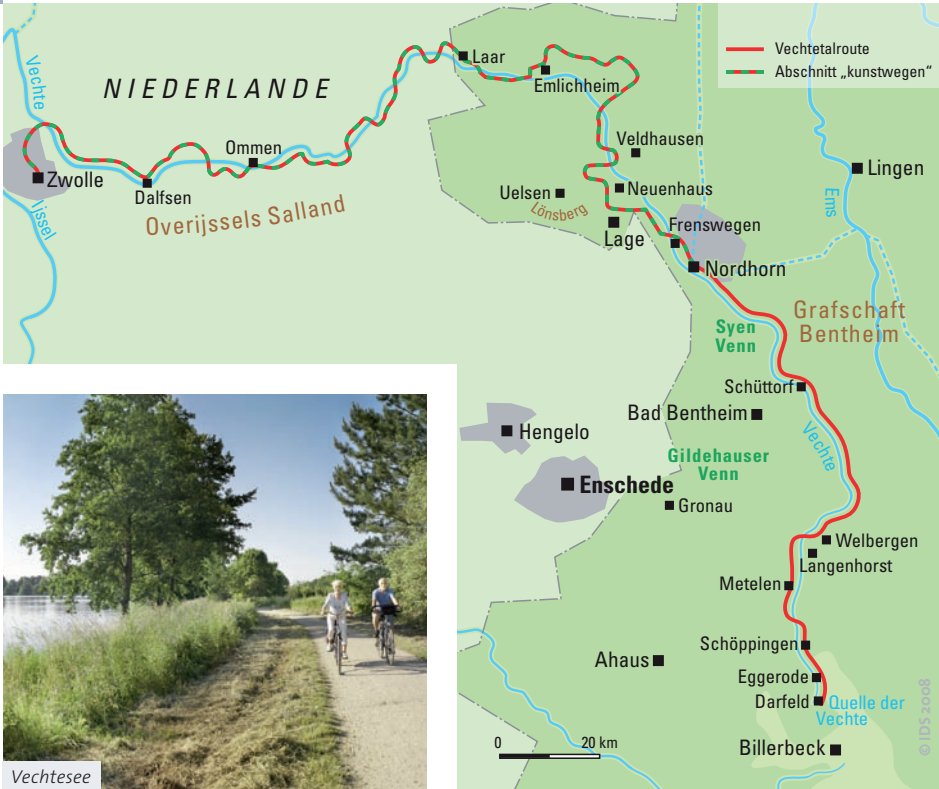 Vechtetalroute
Abschnitt „kunstwegen“
NIEDERLANDE
Vechte
Laar
Emlichheim
Ommen
Veldhausen
Zwolle
Dalfsen
Lingen
Uelsen
Neuenhaus
Lönsberg
Ems
Overijssels Salland
Ijssel
Frenswegen
Lage
Nordhorn
Grafschaft
Bentheim
Syen
Venn
Schüttorf
Bad Bentheim
Vechte
Hengelo
Gildehauser
Venn
Enschede
Gronau
Welbergen
Langenhorst
Metelen
Schöppingen
Ahaus
Eggerode
Darfeld
Quelle der
Vechte
0 20 km
Billerbeck
© IDS 2008
Vechtesee